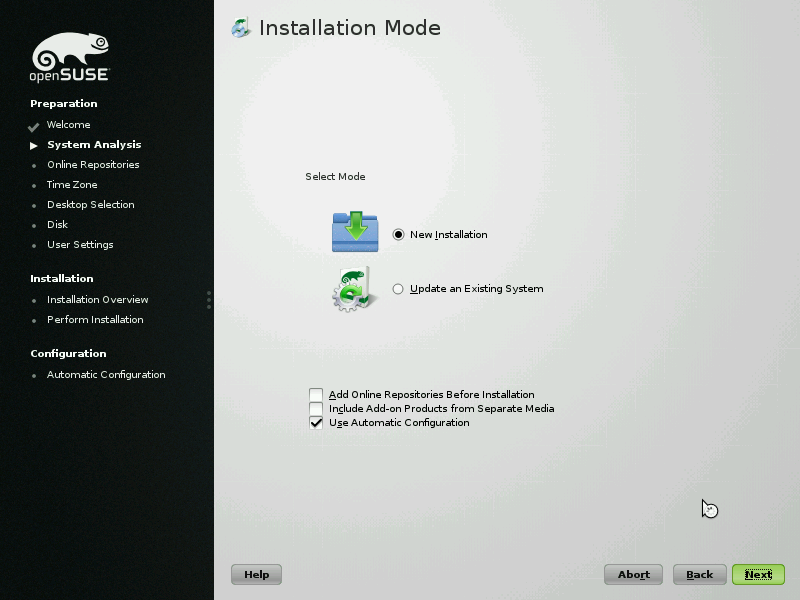 openSUSE
Preparation
Welcome
System Analysis
Online Repositories
Time Zone
Desktop Selection
Disk
User Settings
Installation
Installation Overview
Perform Installation
Configuration
Automatic Configuration
Installation Mode
Select Mode
New Installation
Update an Existing System
Add Online Repositories Before Installation
Include Add-on Products from Separate Media
Use Automatic Configuration
Help
Abort
Back
Next